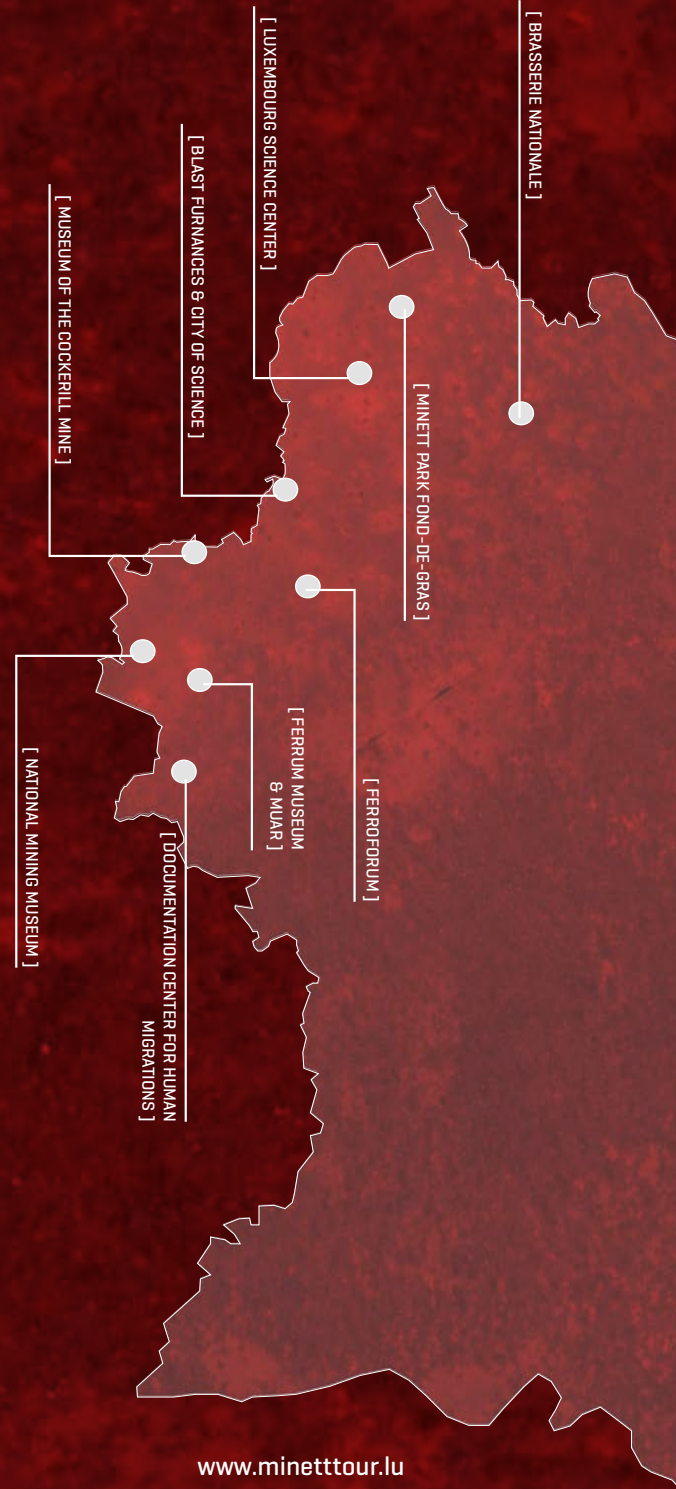 [ BRASSERIE NATIONALE ]
[ LUXEMBOURG SCIENCE CENTER ]
[ BLAST FURNANCES & CITY OF SCIENCE ]
[ MUSEUM OF THE COCKERILL MINE ]
[ MINETT PARK FOND-DE-GRAS ]
[ FERROFORUM ]
[ FERRUM MUSEUM
& MUAR ]
[ DOCUMENTATION CENTER FOR HUMAN
MIGRATIONS ]
[ NATIONAL MINING MUSEUM ]
www.minetttour.lu